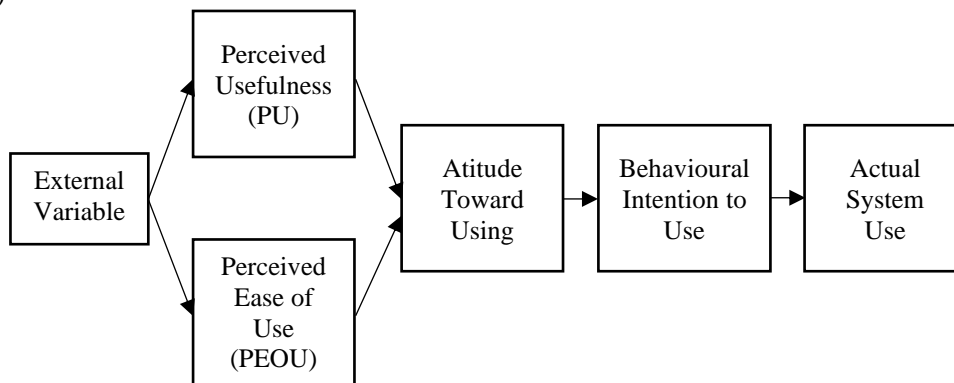 )
External
Variable
Perceived
Usefulness
(PU)
Perceived
Ease of
Use
(PEOU)
Atitude
Toward
Using
Behavioural
Intention to
Use
Actual
System
Use